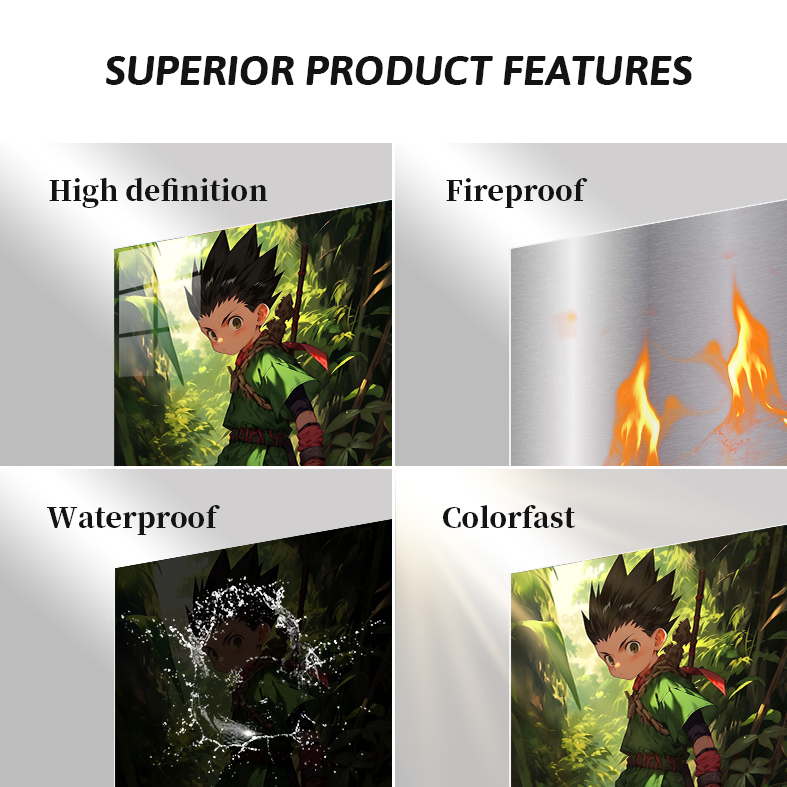 SUPERIOR PRODUCT FEATURES
High definition
Fireproof
Waterproof
Colorfast